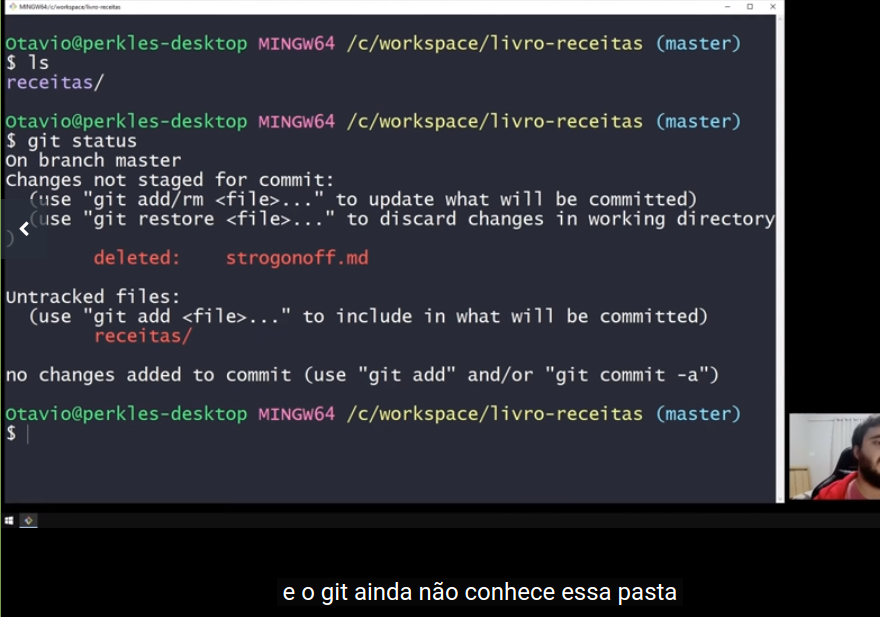 MINGW64:/c/workspace/livro-receitas
Otavio@perkles-desktop MINGW64 /c/workspace/livro-receitas (master)
$ ls
receitas/
Otavio@perkles-desktop MINGW64 /c/workspace/livro-receitas (master)
$ git status
On branch master
Changes not staged for commit:
(use "git add/rm <file>..." to update what will be committed)
(use "git restore <file>..." to discard changes in working directory
)
deleted: strogonoff.md
Untracked files:
(use "git add <file>..." to include in what will be committed)
receitas/
no changes added to commit (use "git add" and/or "git commit -a")
Otavio@perkles-desktop MINGW64 /c/workspace/livro-receitas (master)
$
e o git ainda não conhece essa pasta